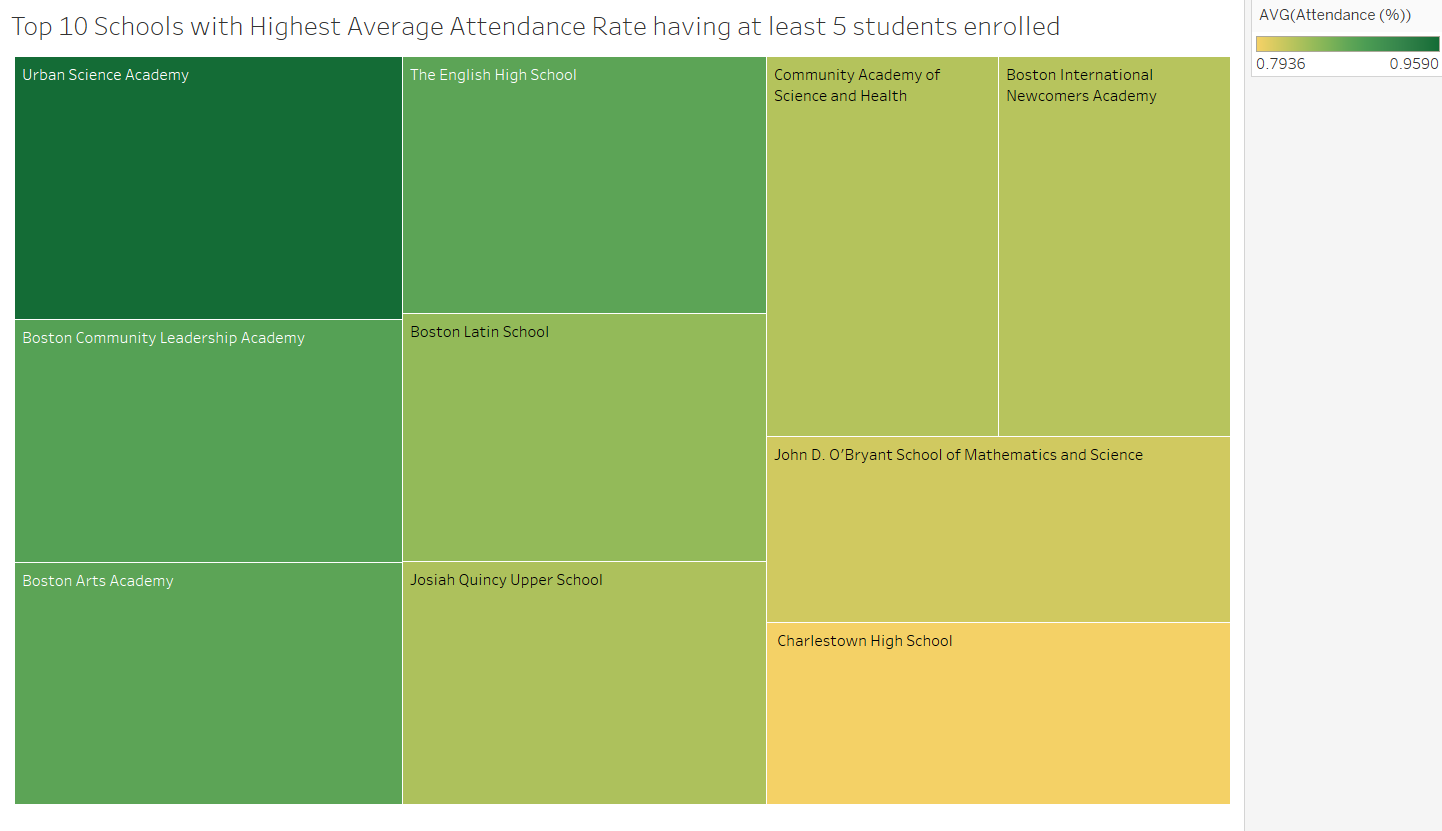 Top 10 Schools with Highest Average Attendance Rate having at least 5 students enrolled
AVG(Attendance (%))
0.7936 0.9590
Urban Science Academy
Boston Community Leadership Academy
Boston Arts Academy
The English High School
Boston Latin School
Josiah Quincy Upper School
Community Academy of
Science and Health
Boston International
Newcomers Academy
John D. O’Bryant School of Mathematics and Science
Charlestown High School